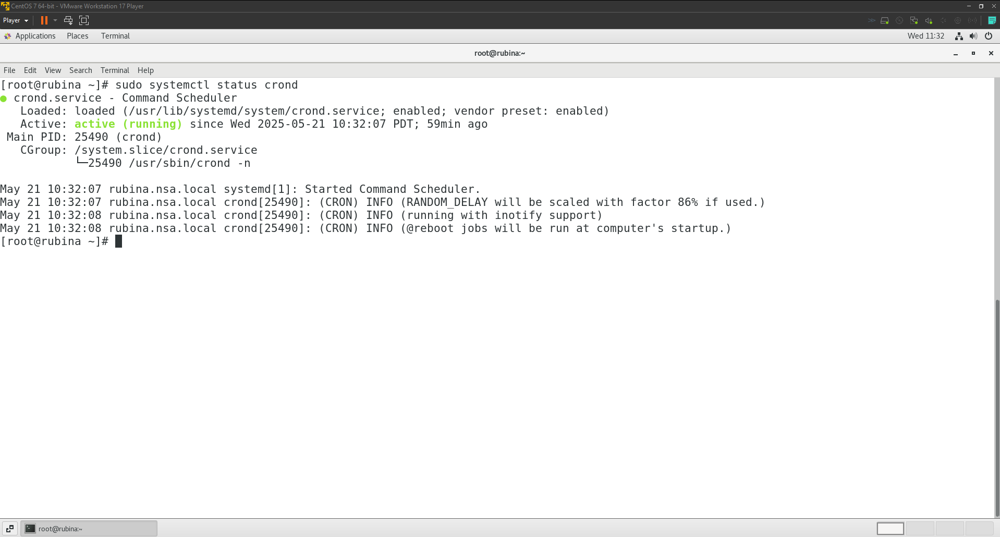 CentOS 7 64-bit - VMware Workstation 17 Player
Player
Applications Places Terminal Wed 11:32
root@rubina:~
File Edit View Search Terminal Help
[root@rubina ~]# sudo systemctl status crond
● crond.service - Command Scheduler
   Loaded: loaded (/usr/lib/systemd/system/crond.service; enabled; vendor preset: enabled)
   Active: active (running) since Wed 2025-05-21 10:32:07 PDT; 59min ago
 Main PID: 25490 (crond)
   CGroup: /system.slice/crond.service
           └─25490 /usr/sbin/crond -n
May 21 10:32:07 rubina.nsa.local systemd[1]: Started Command Scheduler.
May 21 10:32:07 rubina.nsa.local crond[25490]: (CRON) INFO (RANDOM_DELAY will be scaled with factor 86% if used.)
May 21 10:32:08 rubina.nsa.local crond[25490]: (CRON) INFO (running with inotify support)
May 21 10:32:08 rubina.nsa.local crond[25490]: (CRON) INFO (@reboot jobs will be run at computer's startup.)
[root@rubina ~]#
root@rubina:~